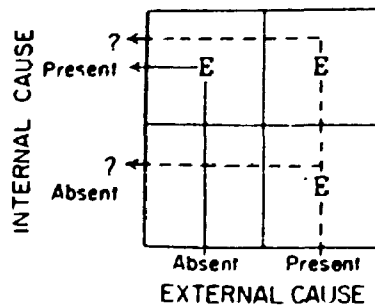 ?
Present
E
E
INTERNAL CAUSE
?
Absent
E
Absent
Present
EXTERNAL CAUSE